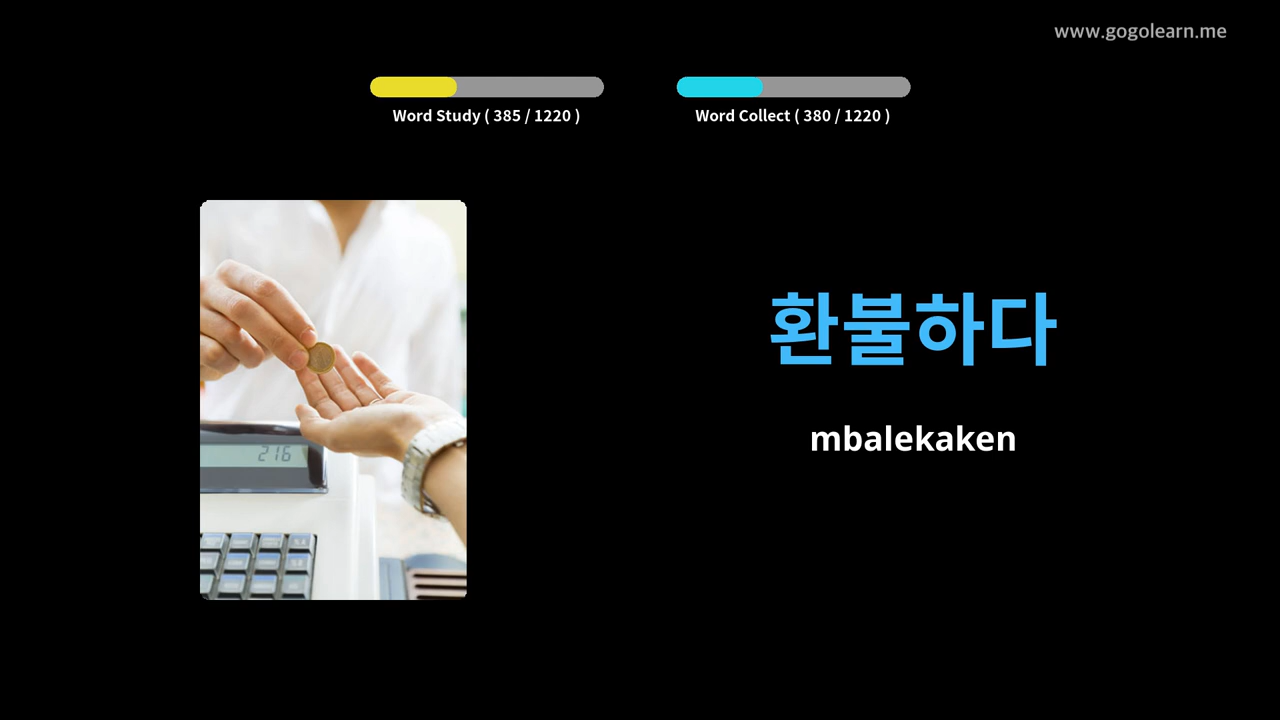 www.gogolearn.me
Word Study ( 385 / 1220 )
Word Collect ( 380 / 1220 )
환불하다
mbalekaken
216